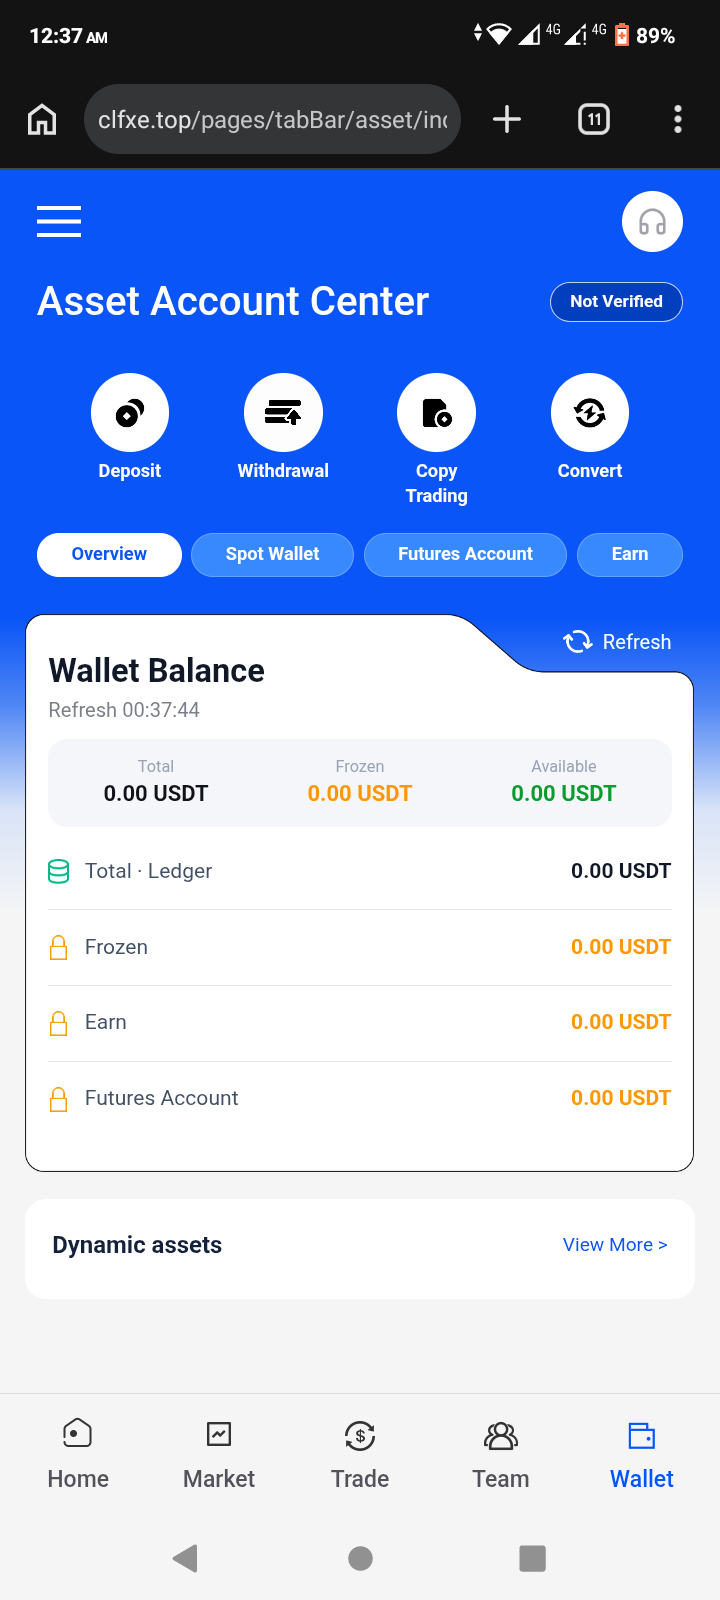 12:37 AM
4G 4G 89%
clfxe.top/pages/tabBar/asset/in
11
Asset Account Center
Not Verified
Deposit
Withdrawal
Copy
Trading
Convert
Overview
Spot Wallet
Futures Account
Earn
Refresh
Wallet Balance
Refresh 00:37:44
Total
Frozen
Available
0.00 USDT
0.00 USDT
0.00 USDT
Total · Ledger
0.00 USDT
Frozen
0.00 USDT
Earn
0.00 USDT
Futures Account
0.00 USDT
Dynamic assets
View More >
Home
Market
Trade
Team
Wallet